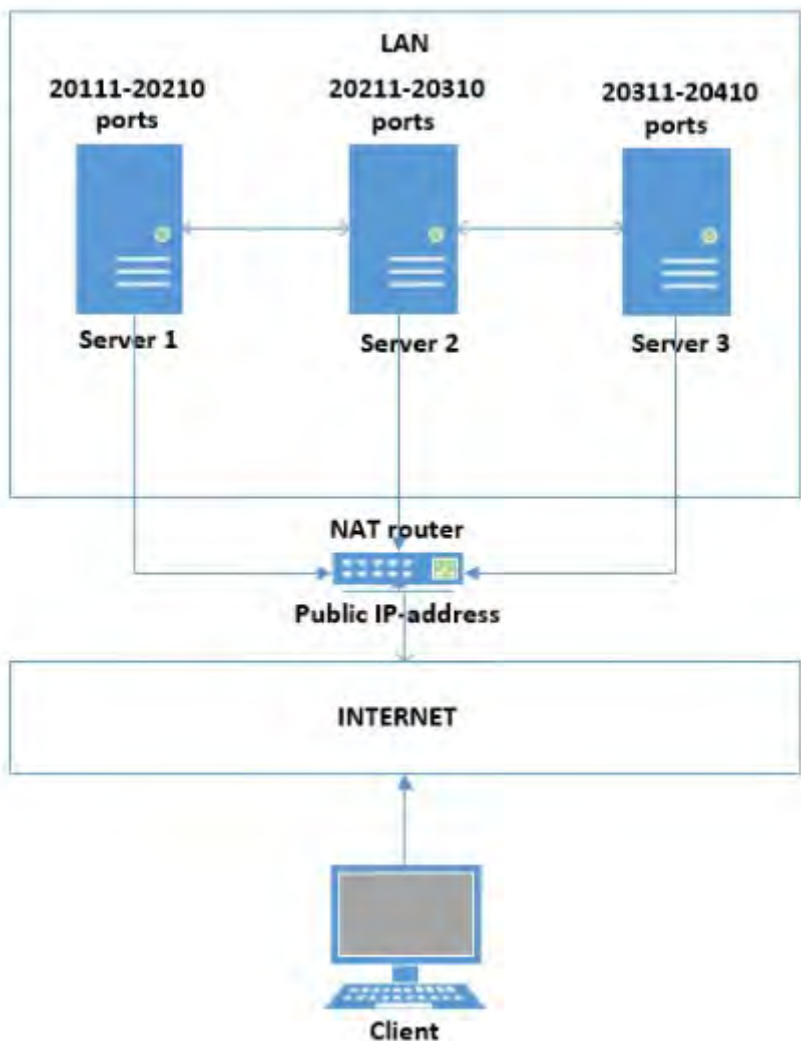 LAN
20111-20210
ports
20211-20310
ports
20311-20410
ports
Server 1
Server 2
Server 3
NAT router
Public IP-address
INTERNET
Client